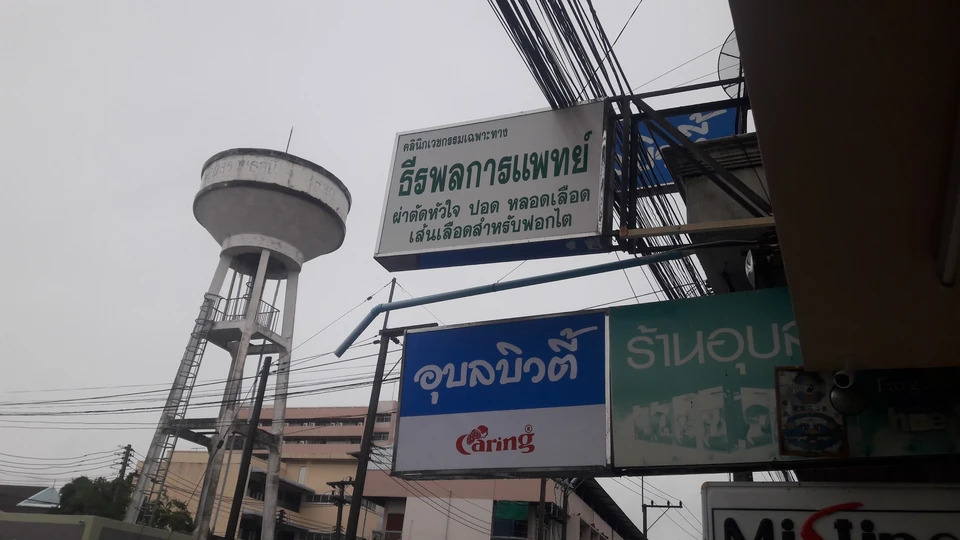 คลินิกเวชกรรมเฉพาะทาง
ธีรพลการแพทย์
ผ่าตัดหัวใจ ปอด หลอดเลือด
เส้นเลือดสำหรับฟอกไต
อุบลบิวตี้
Caring®
ร้านอุบล
Mistine